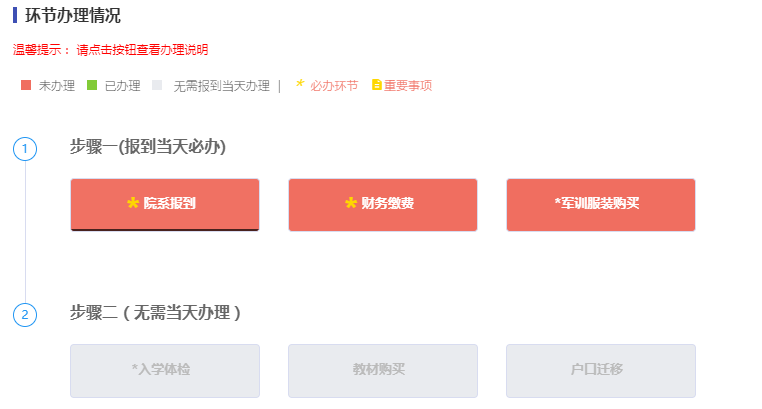 环节办理情况
温馨提示： 请点击按钮查看办理说明
未办理 已办理 无需报到当天办理 | * 必办环节 重要事项
1 步骤一(报到当天必办)
* 院系报到 * 财务缴费 *军训服装购买
2 步骤二 ( 无需当天办理 )
*入学体检 教材购买 户口迁移